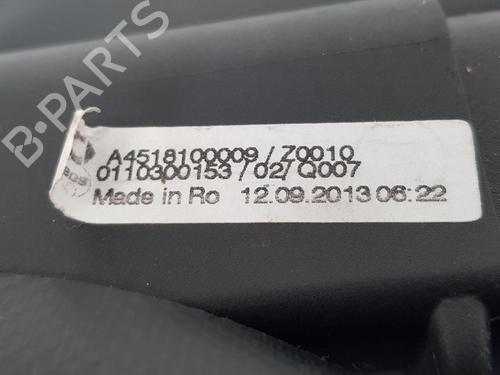 B-Parts
A4518100009 / Z0010
0110300153 / 02 / Q007
Made in Ro 12.09.2013 06:22